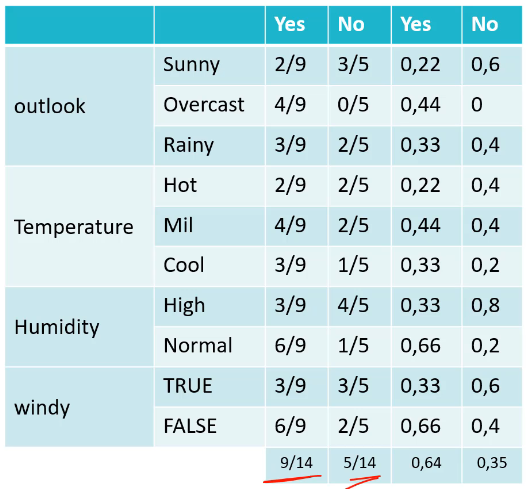 Yes No Yes No
outlook
Sunny 2/9 3/5 0,22 0,6
Overcast 4/9 0/5 0,44 0
Rainy 3/9 2/5 0,33 0,4
Temperature
Hot 2/9 2/5 0,22 0,4
Mil 4/9 2/5 0,44 0,4
Cool 3/9 1/5 0,33 0,2
Humidity
High 3/9 4/5 0,33 0,8
Normal 6/9 1/5 0,66 0,2
windy
TRUE 3/9 3/5 0,33 0,6
FALSE 6/9 2/5 0,66 0,4
9/14 5/14 0,64 0,35